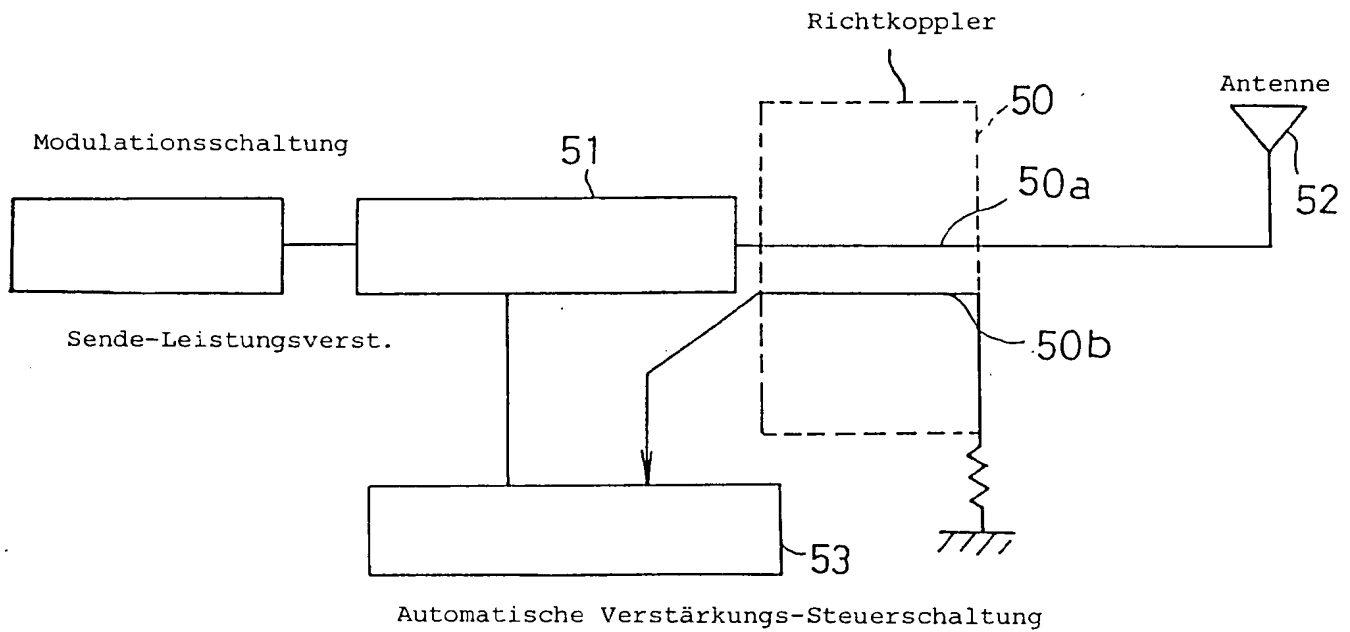 Richtkoppler
Antenne
50
Modulationsschaltung
51
50a
52
Sende-Leistungsverst.
50b
53
Automatische Verstärkungs-Steuerschaltung